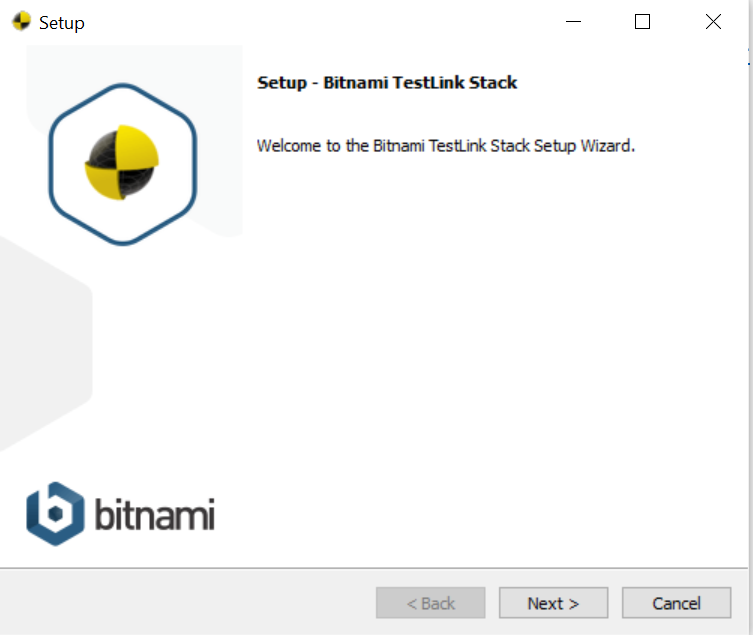 Setup
Setup - Bitnami TestLink Stack
Welcome to the Bitnami TestLink Stack Setup Wizard.
bitnami
< Back
Next >
Cancel